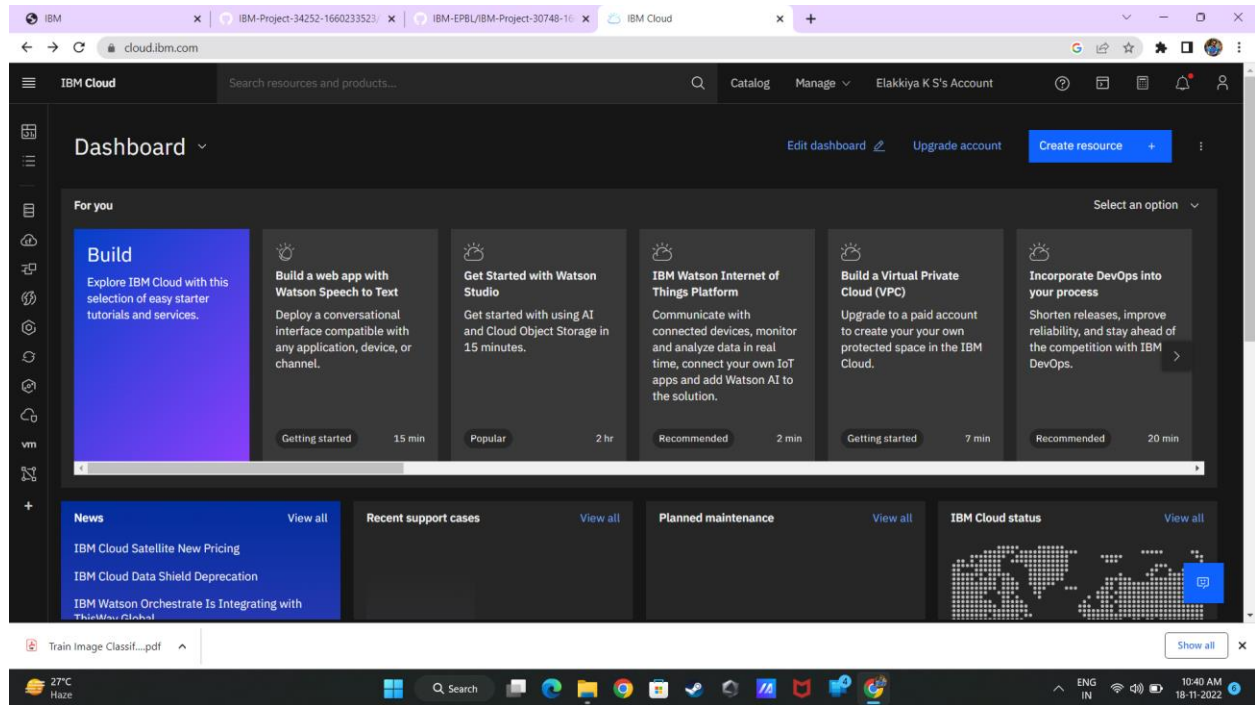 IBM
IBM-Project-34252-1660233523/
IBM-EPBL/IBM-Project-30748-16
IBM Cloud
cloud.ibm.com
IBM Cloud
Search resources and products...
Catalog
Manage
Elakkiya K S's Account
Dashboard
Edit dashboard
Upgrade account
Create resource +
For you
Select an option
Build
Explore IBM Cloud with this
selection of easy starter
tutorials and services.
Build a web app with
Watson Speech to Text
Deploy a conversational
interface compatible with
any application, device, or
channel.
Getting started
15 min
Get Started with Watson
Studio
Get started with using AI
and Cloud Object Storage in
15 minutes.
Popular
2 hr
IBM Watson Internet of
Things Platform
Communicate with
connected devices, monitor
and analyze data in real
time, connect your own IoT
apps and add Watson AI to
the solution.
Recommended
2 min
Build a Virtual Private
Cloud (VPC)
Upgrade to a paid account
to create your your own
protected space in the IBM
Cloud.
Getting started
7 min
Incorporate DevOps into
your process
Shorten releases, improve
reliability, and stay ahead of
the competition with IBM
DevOps.
Recommended
20 min
vm
News
View all
IBM Cloud Satellite New Pricing
IBM Cloud Data Shield Deprecation
IBM Watson Orchestrate Is Integrating with
ThisWay Global
Recent support cases
View all
Planned maintenance
View all
IBM Cloud status
View all
Train Image Classif....pdf
Show all
27°C
Haze
Search
4
ENG
IN
10:40 AM
18-11-2022
6